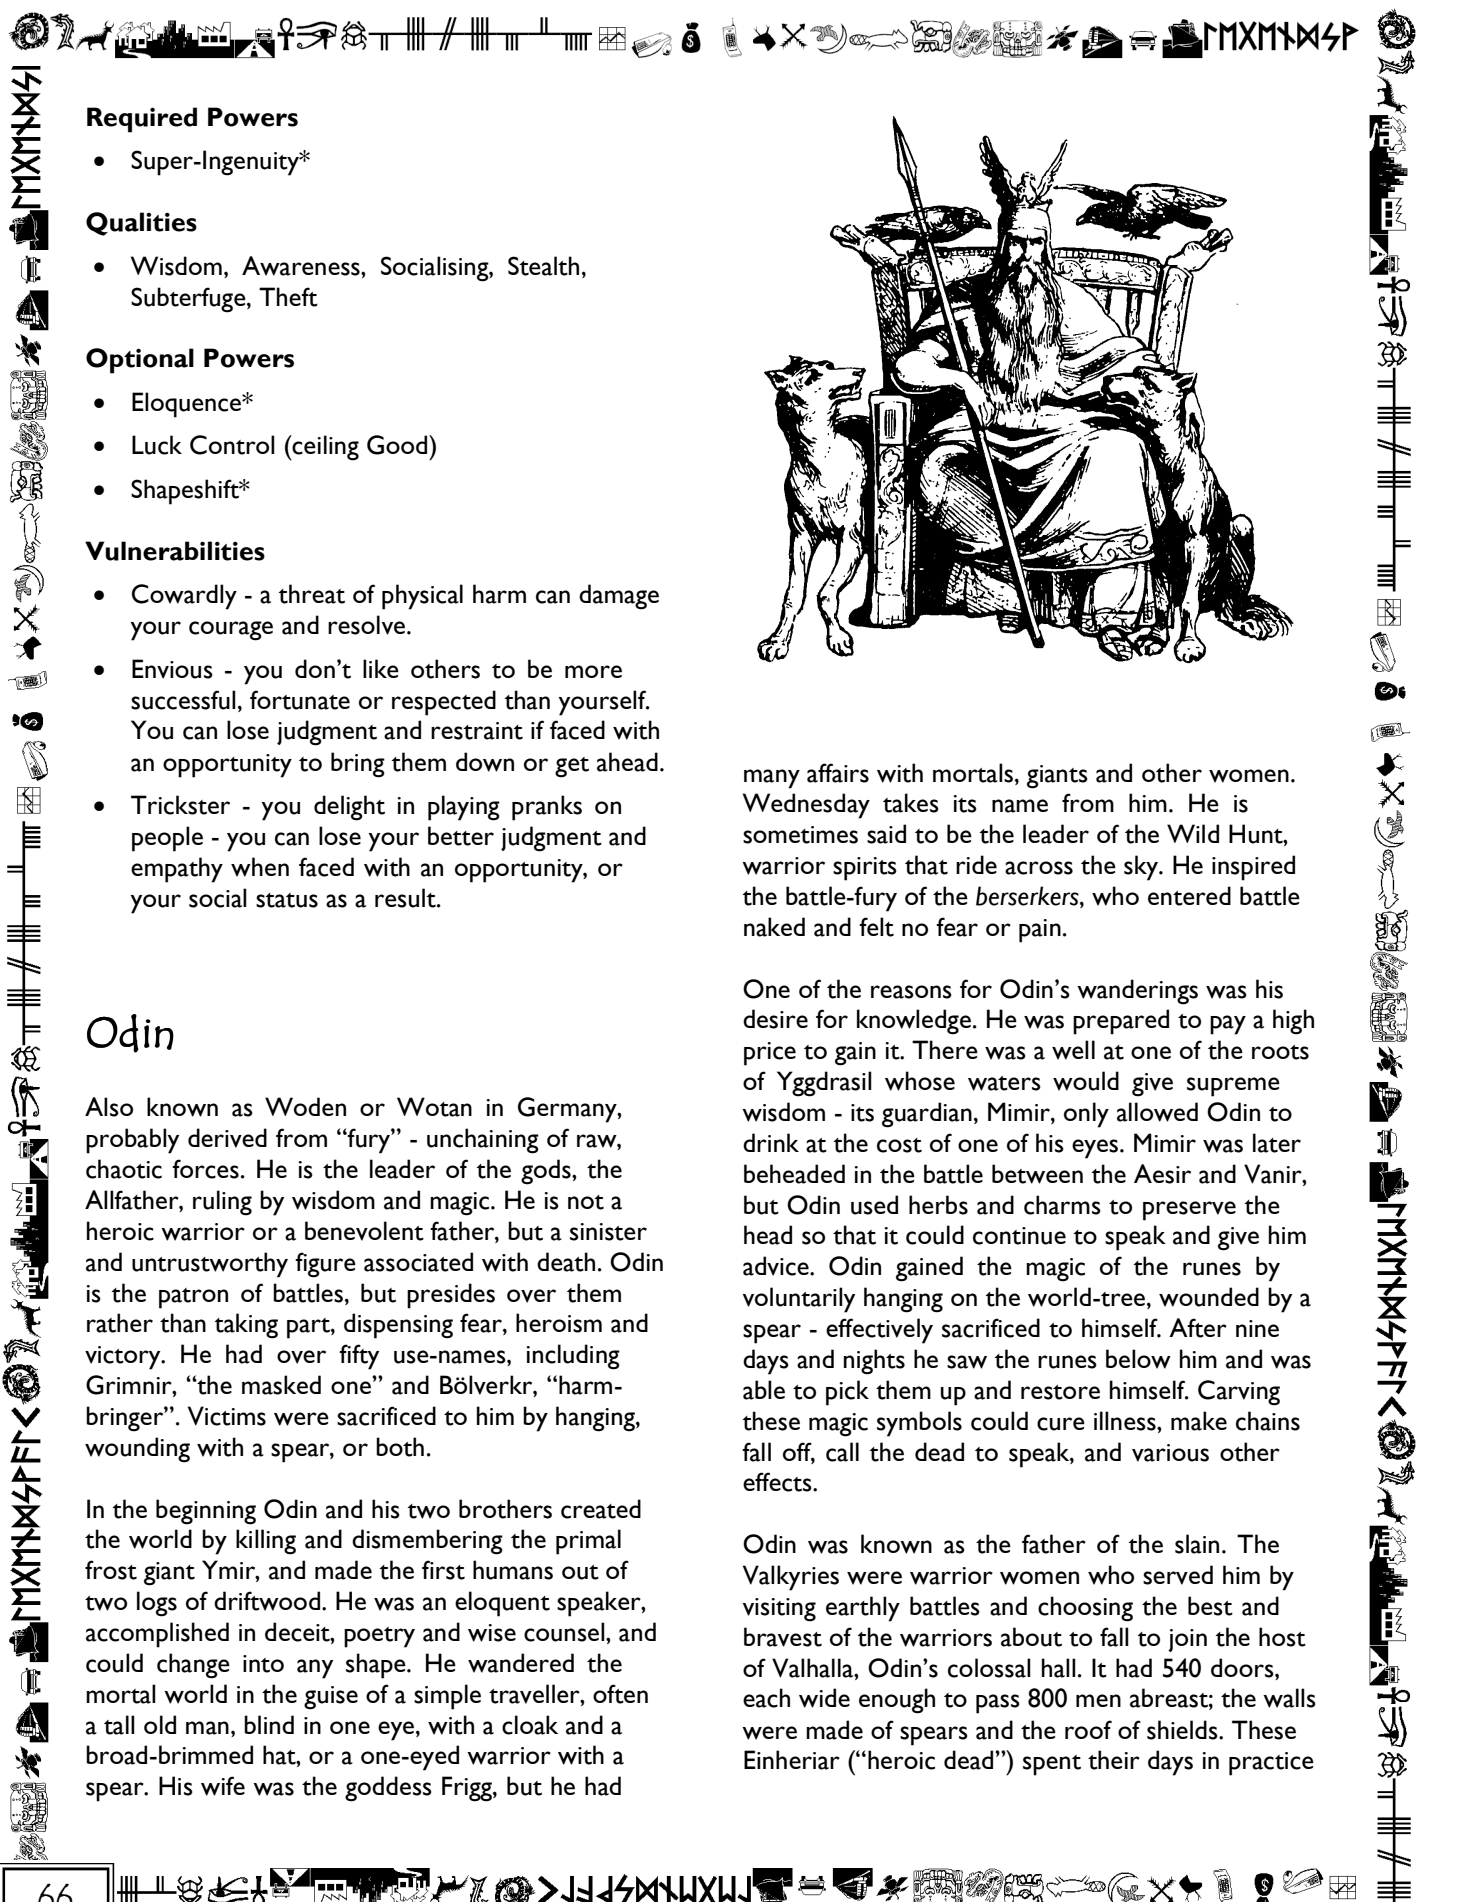 Required Powers
• Super-Ingenuity*
Qualities
• Wisdom, Awareness, Socialising, Stealth,
Subterfuge, Theft
Optional Powers
• Eloquence*
• Luck Control (ceiling Good)
• Shapeshift*
Vulnerabilities
• Cowardly - a threat of physical harm can damage
your courage and resolve.
• Envious - you don’t like others to be more
successful, fortunate or respected than yourself.
You can lose judgment and restraint if faced with
an opportunity to bring them down or get ahead.
• Trickster - you delight in playing pranks on
people - you can lose your better judgment and
empathy when faced with an opportunity, or
your social status as a result.
Odin
Also known as Woden or Wotan in Germany,
probably derived from “fury” - unchaining of raw,
chaotic forces. He is the leader of the gods, the
Allfather, ruling by wisdom and magic. He is not a
heroic warrior or a benevolent father, but a sinister
and untrustworthy figure associated with death. Odin
is the patron of battles, but presides over them
rather than taking part, dispensing fear, heroism and
victory. He had over fifty use-names, including
Grimnir, “the masked one” and Bölverkr, “harm-
bringer”. Victims were sacrificed to him by hanging,
wounding with a spear, or both.
In the beginning Odin and his two brothers created
the world by killing and dismembering the primal
frost giant Ymir, and made the first humans out of
two logs of driftwood. He was an eloquent speaker,
accomplished in deceit, poetry and wise counsel, and
could change into any shape. He wandered the
mortal world in the guise of a simple traveller, often
a tall old man, blind in one eye, with a cloak and a
broad-brimmed hat, or a one-eyed warrior with a
spear. His wife was the goddess Frigg, but he had
many affairs with mortals, giants and other women.
Wednesday takes its name from him. He is
sometimes said to be the leader of the Wild Hunt,
warrior spirits that ride across the sky. He inspired
the battle-fury of the berserkers, who entered battle
naked and felt no fear or pain.
One of the reasons for Odin’s wanderings was his
desire for knowledge. He was prepared to pay a high
price to gain it. There was a well at one of the roots
of Yggdrasil whose waters would give supreme
wisdom - its guardian, Mimir, only allowed Odin to
drink at the cost of one of his eyes. Mimir was later
beheaded in the battle between the Aesir and Vanir,
but Odin used herbs and charms to preserve the
head so that it could continue to speak and give him
advice. Odin gained the magic of the runes by
voluntarily hanging on the world-tree, wounded by a
spear - effectively sacrificed to himself. After nine
days and nights he saw the runes below him and was
able to pick them up and restore himself. Carving
these magic symbols could cure illness, make chains
fall off, call the dead to speak, and various other
effects.
Odin was known as the father of the slain. The
Valkyries were warrior women who served him by
visiting earthly battles and choosing the best and
bravest of the warriors about to fall to join the host
of Valhalla, Odin’s colossal hall. It had 540 doors,
each wide enough to pass 800 men abreast; the walls
were made of spears and the roof of shields. These
Einheriar (“heroic dead”) spent their days in practice
66